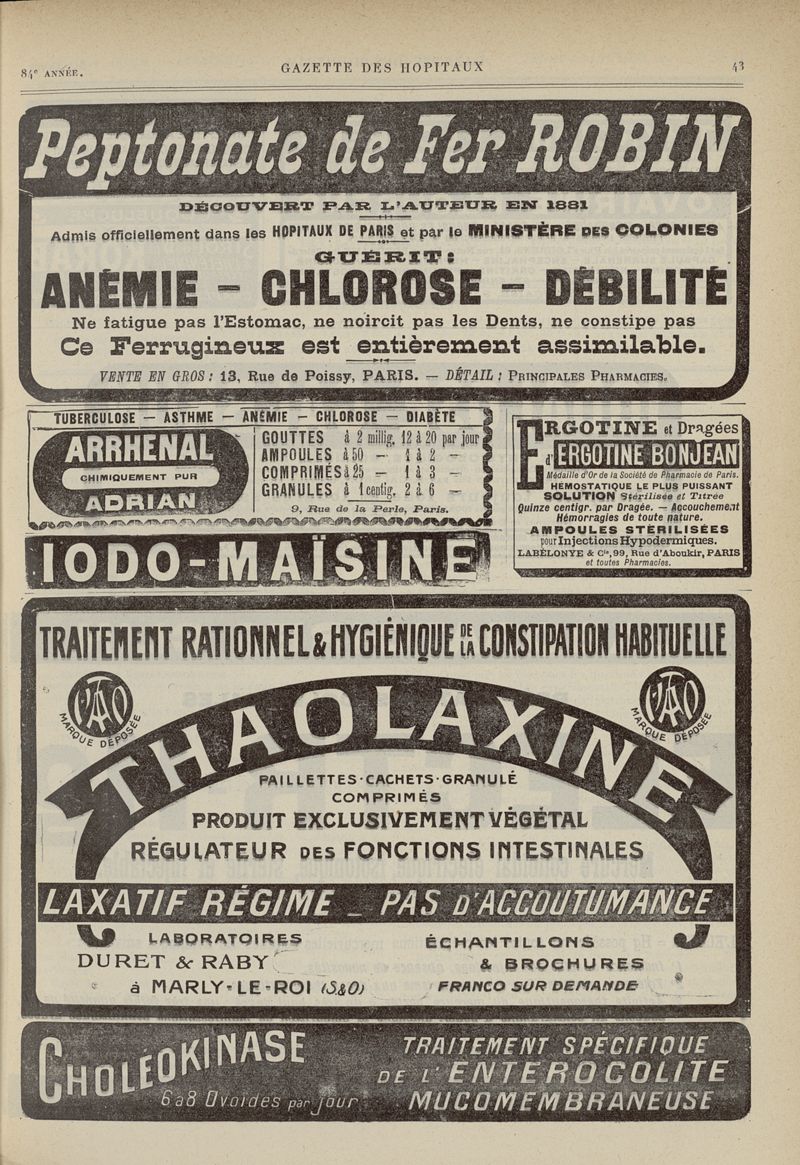 84e ANNÉE.
GAZETTE DES HOPITAUX
43
Peptonate de Fer ROBIN
DÉCOUVERT PAR L'AUTEUR EN 1881
Admis officiellement dans les HOPITAUX DE PARIS et par le MINISTÈRE DES COLONIES
GUÉRIT :
ANÉMIE - CHLOROSE - DÉBILITÉ
Ne fatigue pas l'Estomac, ne noircit pas les Dents, ne constipe pas
Ce Ferrugineux est entièrement assimilable.
VENTE EN GROS : 13, Rue de Poissy, PARIS. — DÉTAIL : PRINCIPALES PHARMACIES.
TUBERCULOSE — ASTHME — ANÉMIE — CHLOROSE — DIABÈTE
ARRHENAL
CHIMIQUEMENT PUR
ADRIAN
GOUTTES à 2 millig. 12 à 20 par jour
AMPOULES à 50 — 1 à 2 —
COMPRIMÉS à 25 — 1 à 3 —
GRANULES à 1 centig. 2 à 6 —
9, Rue de la Perle, Paris.
ERGOTINE et Dragées
d'ERGOTINE BONJEAN
Médaille d'Or de la Société de Pharmacie de Paris.
HÉMOSTATIQUE LE PLUS PUISSANT
SOLUTION Stérilisée et Titrée
Quinze centigr. par Dragée. — Accouchement
Hémorragies de toute nature.
AMPOULES STÉRILISÉES
pour Injections Hypodermiques.
LABÉLONYE & Cie, 99, Rue d'Aboukir, PARIS
et toutes Pharmacies.
IODO-MAÏSINE
TRAITEMENT RATIONNEL & HYGIÉNIQUE DE LA CONSTIPATION HABITUELLE
MARQUE DÉPOSÉE
MARQUE DÉPOSÉE
THAOLAXINE
PAILLETTES·CACHETS·GRANULÉ
COMPRIMÉS
PRODUIT EXCLUSIVEMENT VÉGÉTAL
RÉGULATEUR DES FONCTIONS INTESTINALES
LAXATIF RÉGIME _ PAS D'ACCOUTUMANCE
LABORATOIRES
DURET & RABY
à MARLY-LE-ROI (S&O)
ÉCHANTILLONS
& BROCHURES
FRANCO SUR DEMANDE
CHOLÉOKINASE
6 à 8 Ovoïdes par jour
TRAITEMENT SPÉCIFIQUE
DE L'ENTEROCOLITE
MUCOMEMBRANEUSE